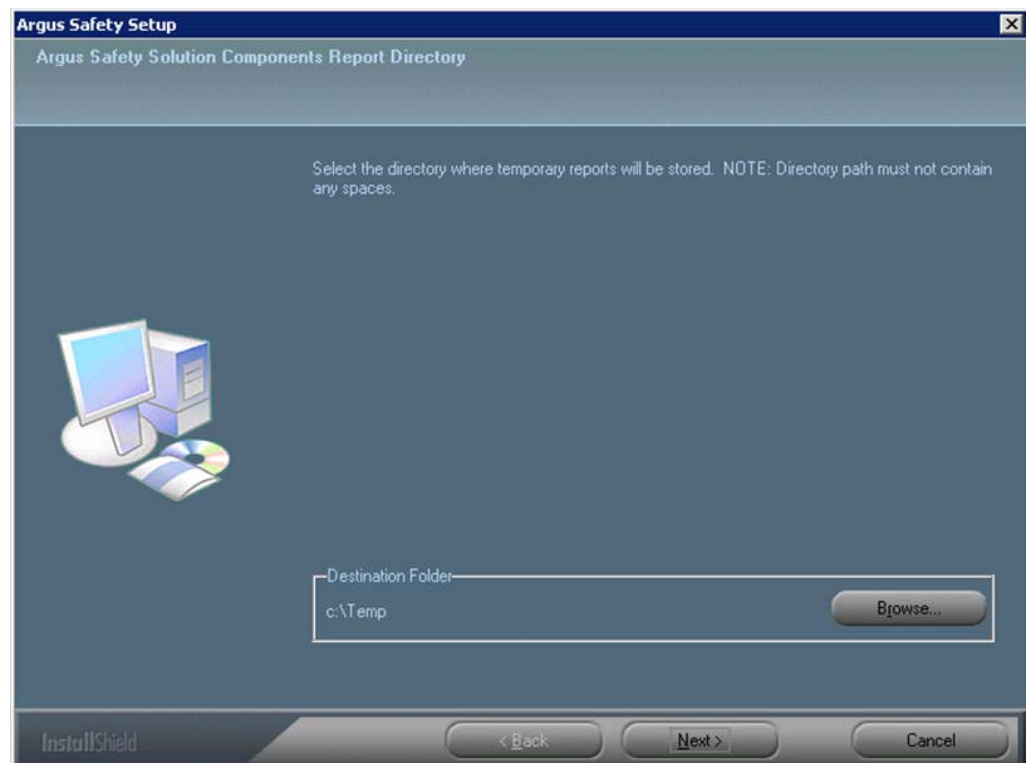 Argus Safety Setup
Argus Safety Solution Components Report Directory
Select the directory where temporary reports will be stored. NOTE: Directory path must not contain
any spaces.
Destination Folder
c:\Temp
Browse...
InstallShield
< Back
Next >
Cancel